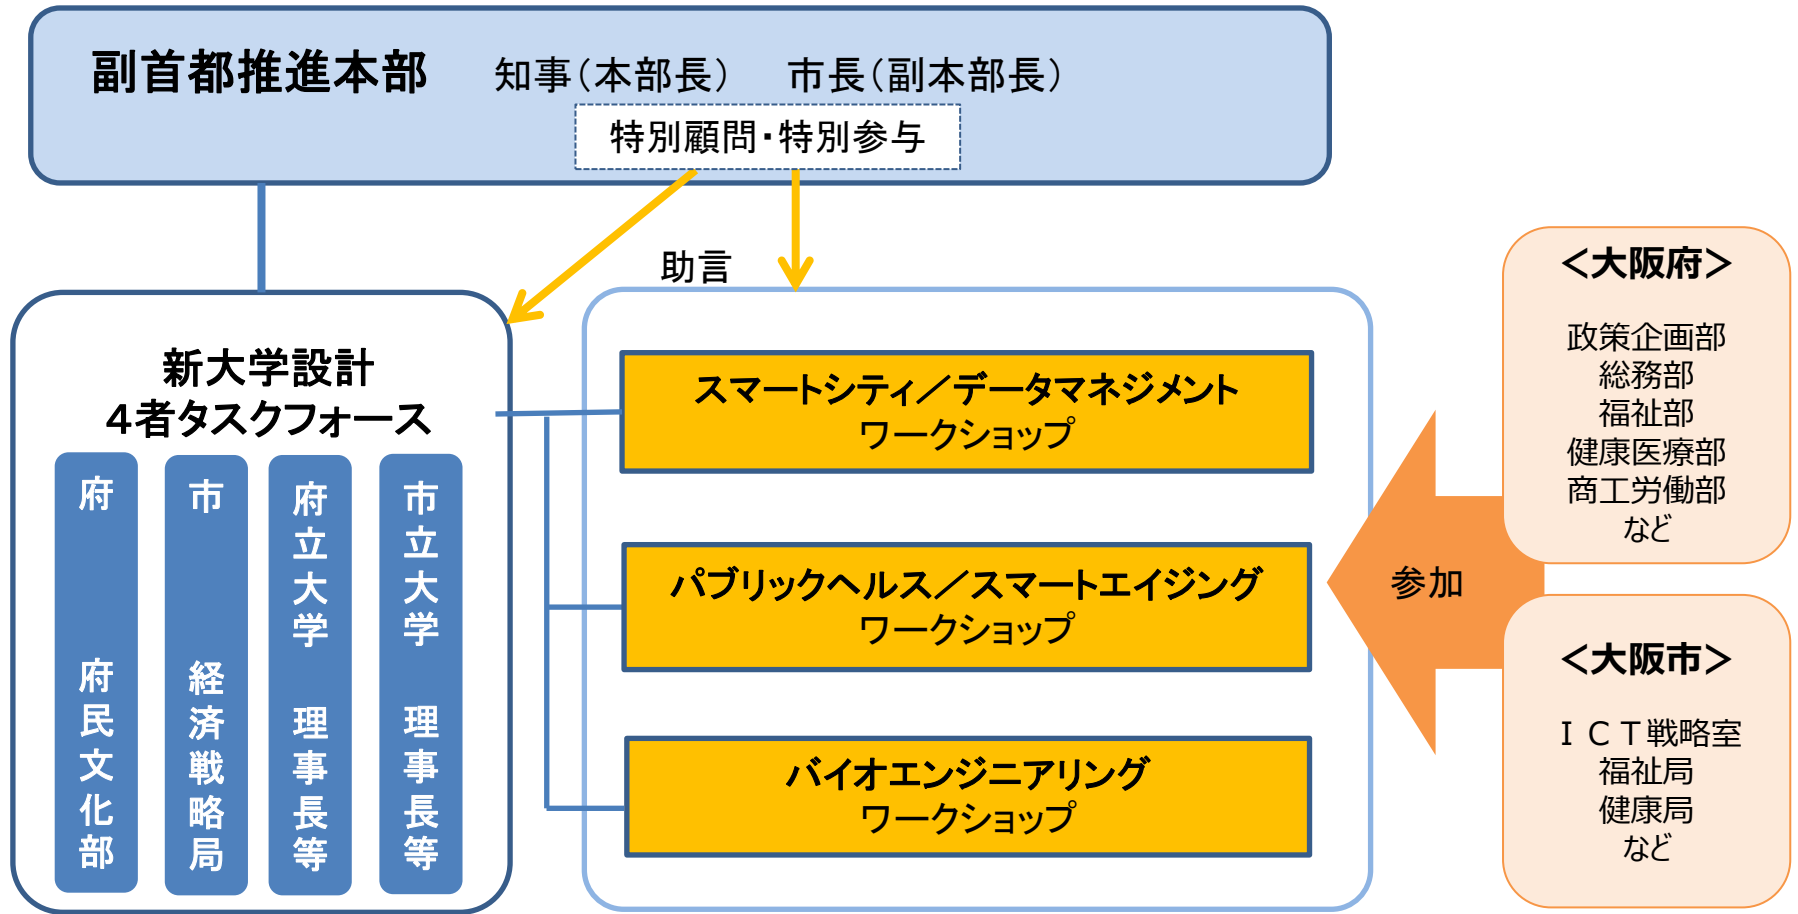 副首都推進本部　知事（本部長）　市長（副本部長）
特別顧問・特別参与
助言
新大学設計
４者タスクフォース
府　府民文化部
市　経済戦略局
府立大学　理事長等
市立大学　理事長等
スマートシティ／データマネジメント
ワークショップ
パブリックヘルス／スマートエイジング
ワークショップ
バイオエンジニアリング
ワークショップ
参加
＜大阪府＞
政策企画部
総務部
福祉部
健康医療部
商工労働部
など
＜大阪市＞
ＩＣＴ戦略室
福祉局
健康局
など